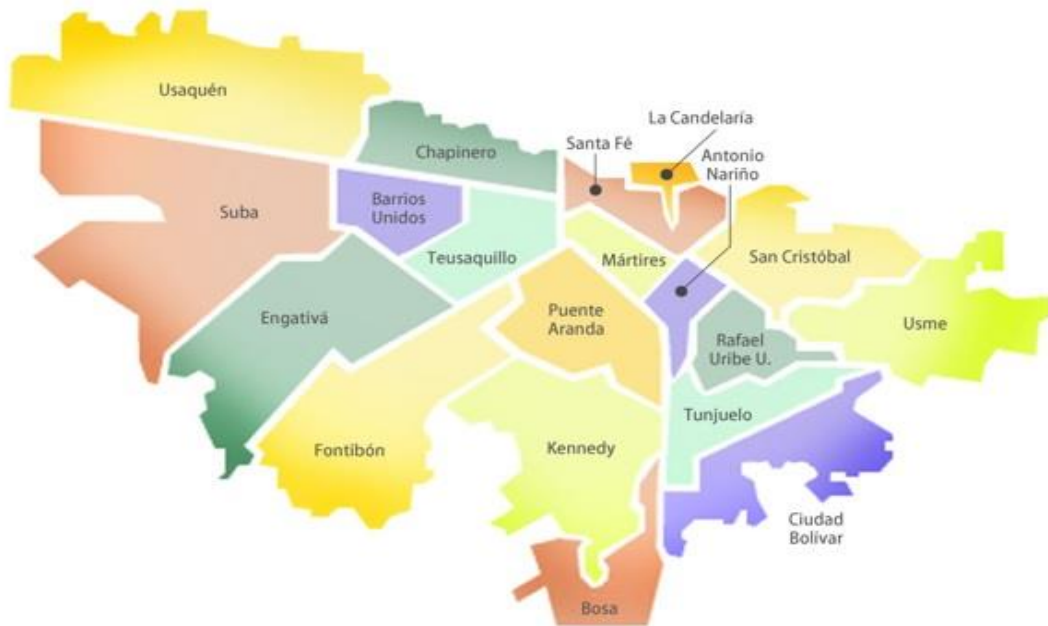 Usaquén
La Candelaría
Santa Fé
Antonio
Nariño
Chapinero
Suba
Barrios
Unidos
Teusaquillo
Mártires
San Cristóbal
Engativá
Puente
Aranda
Usme
Rafael
Uribe U.
Tunjuelo
Fontibón
Kennedy
Ciudad
Bolívar
Bosa